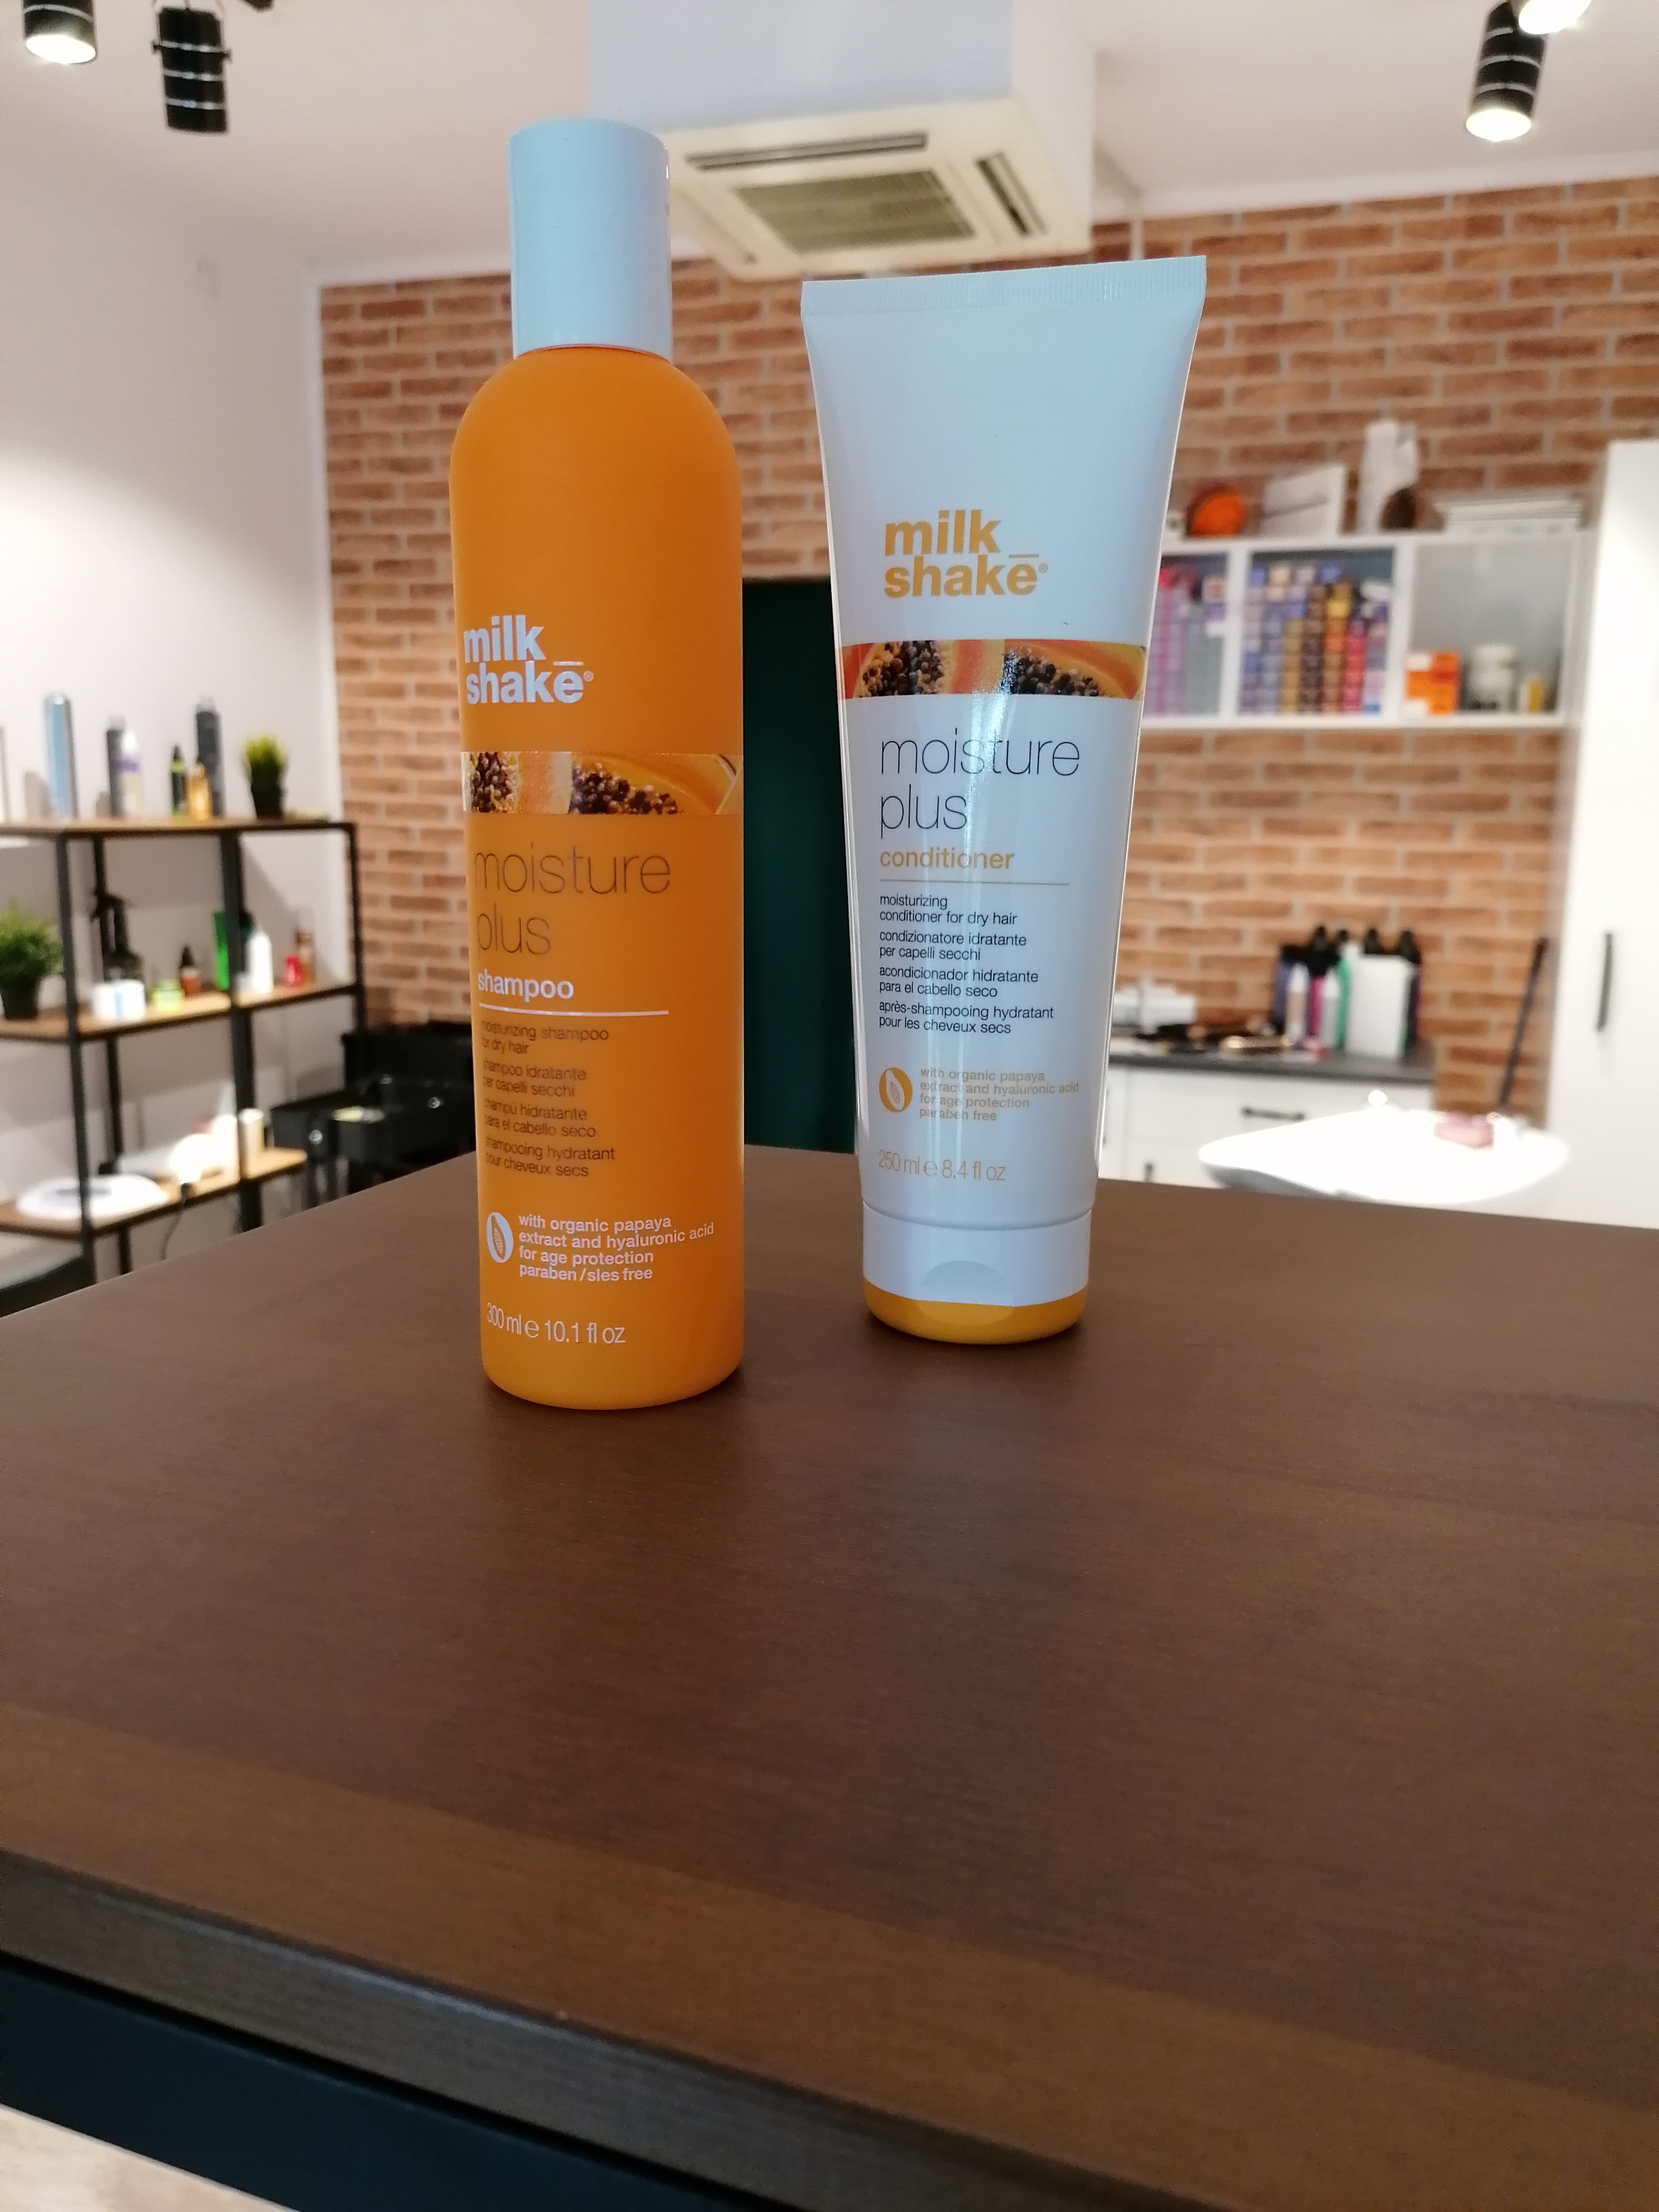 milk_
shake®
moisture
plus
shampoo
moisturizing shampoo
for dry hair
shampoo idratante
per capelli secchi
champú hidratante
para el cabello seco
shampooing hydratant
pour cheveux secs
with organic papaya
extract and hyaluronic acid
for age protection
paraben/sles free
300 ml e 10.1 fl oz
milk_
shake®
moisture
plus
conditioner
moisturizing
conditioner for dry hair
condizionatore idratante
per capelli secchi
acondicionador hidratante
para el cabello seco
après-shampooing hydratant
pour les cheveux secs
with organic papaya
extract and hyaluronic acid
for age protection
paraben free
250 ml e 8.4 fl oz